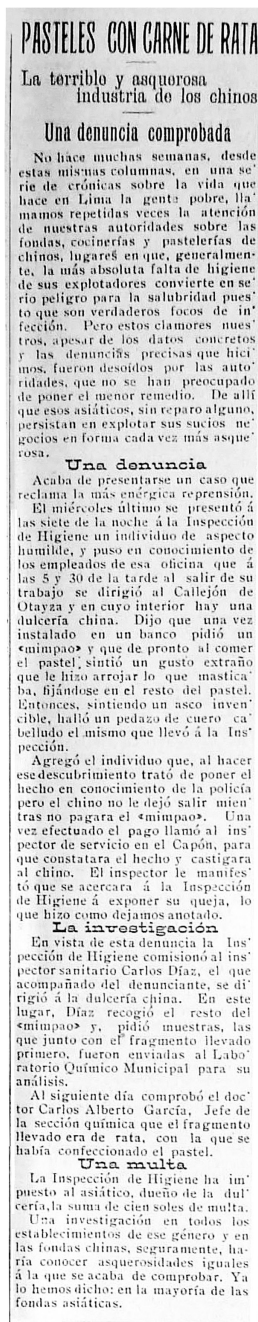 PASTELES CON CARNE DE RATA
La terrible y asquerosa
industria de los chinos
Una denuncia comprobada
No hace muchas semanas, desde
estas mismas columnas, en una se
rie de crónicas sobre la vida que
hace en Lima la gente pobre, lla
mamos repetidas veces la atención
de nuestras autoridades sobre las
fondas, cocinerías y pastelerías de
chinos, lugares en que, generalmen-
te, la más absoluta falta de higiene
de sus explotadores convierte en se
rio peligro para la salubridad pues
to que son verdaderos focos de in
fección. Pero estos clamores nues
tros, apesar de los datos concretos
y las denuncias precisas que hici
mos, fueron desoídos por las auto
ridades, que no se han preocupado
de poner el menor remedio. De allí
que esos asiáticos, sin reparo alguno,
persistan en explotar sus sucios ne
gocios en forma cada vez más asque
rosa.
Una denuncia
Acaba de presentarse un caso que
reclama la más enérgica reprensión.
El miércoles último se presentó á
las siete de la noche á la Inspección
de Higiene un individuo de aspecto
humilde, y puso en conocimiento de
los empleados de esa oficina que á
las 5 y 30 de la tarde al salir de su
trabajo se dirigió al Callejón de
Otayza y en cuyo interior hay una
dulcería china. Dijo que una vez
instalado en un banco pidió un
«mimpao» y que de pronto al comer
el pastel, sintió un gusto extraño
que le hizo arrojar lo que mastica
ba, fijándose en el resto del pastel.
Entonces, sintiendo un asco inven
cible, halló un pedazo de cuero ca
belludo el mismo que llevó á la Ins
pección.
Agregó el individuo que, al hacer
ese descubrimiento trató de poner el
hecho en conocimiento de la policía
pero el chino no le dejó salir mien
tras no pagara el «mimpao». Una
vez efectuado el pago llamó al ins
pector de servicio en el Capón, para
que constatara el hecho y castigara
al chino. El inspector le manifes
tó que se acercara á la Inspección
de Higiene á exponer su queja, lo
que hizo como dejamos anotado.
La investigación
En vista de esta denuncia la Ins
pección de Higiene comisionó al ins
pector sanitario Carlos Díaz, el que
acompañado del denunciante, se di
rigió á la dulcería china. En este
lugar, Díaz recogió el resto del
«mimpao» y, pidió muestras, las
que junto con el fragmento llevado
primero, fueron enviadas al Labo
ratorio Químico Municipal para su
análisis.
Al siguiente día comprobó el doc
tor Carlos Alberto García, Jefe de
la sección química que el fragmento
llevado era de rata, con la que se
había confeccionado el pastel.
Una multa
La Inspección de Higiene ha im
puesto al asiático, dueño de la dul
cería, la suma de cien soles de multa.
Una investigación en todos los
establecimientos de ese género y en
las fondas chinas, seguramente, ha-
ría conocer asquerosidades iguales
á la que se acaba de comprobar. Ya
lo hemos dicho: en la mayoría de las
fondas asiáticas.